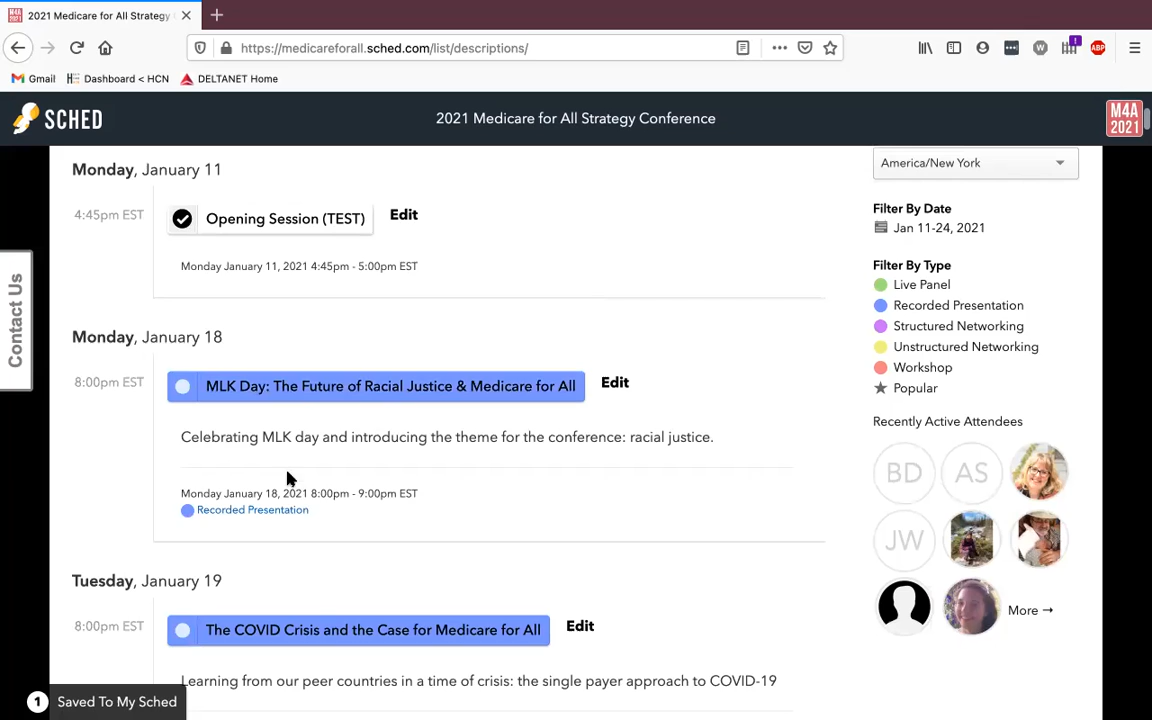 2021 Medicare for All Strategy
https://medicareforall.sched.com/list/descriptions/
ABP
Gmail
Dashboard < HCN
DELTANET Home
SCHED
2021 Medicare for All Strategy Conference
M4A
2021
Monday, January 11
America/New York
4:45pm EST
Opening Session (TEST)
Edit
Monday January 11, 2021 4:45pm - 5:00pm EST
Filter By Date
Jan 11-24, 2021
Filter By Type
Live Panel
Recorded Presentation
Structured Networking
Unstructured Networking
Workshop
Popular
Contact Us
Monday, January 18
8:00pm EST
MLK Day: The Future of Racial Justice & Medicare for All
Edit
Celebrating MLK day and introducing the theme for the conference: racial justice.
Monday January 18, 2021 8:00pm - 9:00pm EST
Recorded Presentation
Recently Active Attendees
BD
AS
JW
More →
Tuesday, January 19
8:00pm EST
The COVID Crisis and the Case for Medicare for All
Edit
Learning from our peer countries in a time of crisis: the single payer approach to COVID-19
1 Saved To My Sched